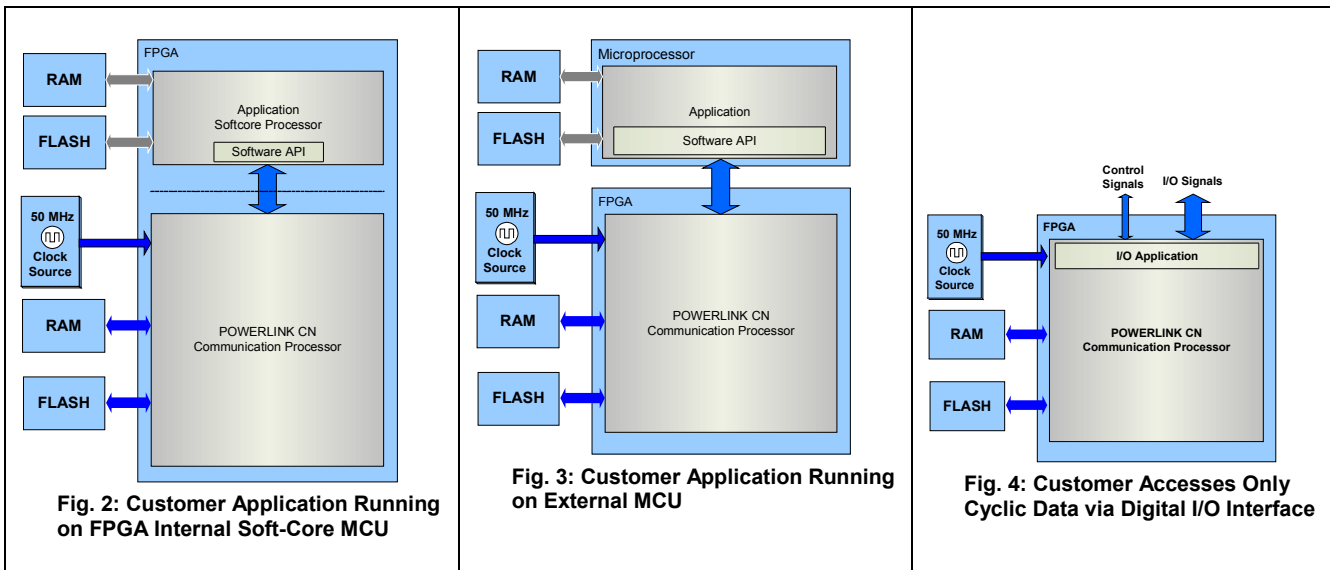 FPGA
RAM
FLASH
Application
Softcore Processor
Software API
50 MHz
Clock
Source
RAM
FLASH
POWERLINK CN
Communication Processor
Fig. 2: Customer Application Running
on FPGA Internal Soft-Core MCU
Microprocessor
RAM
FLASH
Application
Software API
FPGA
50 MHz
Clock
Source
RAM
FLASH
POWERLINK CN
Communication Processor
Fig. 3: Customer Application Running
on External MCU
Control
Signals
I/O Signals
FPGA
50 MHz
Clock
Source
I/O Application
RAM
FLASH
POWERLINK CN
Communication Processor
Fig. 4: Customer Accesses Only
Cyclic Data via Digital I/O Interface